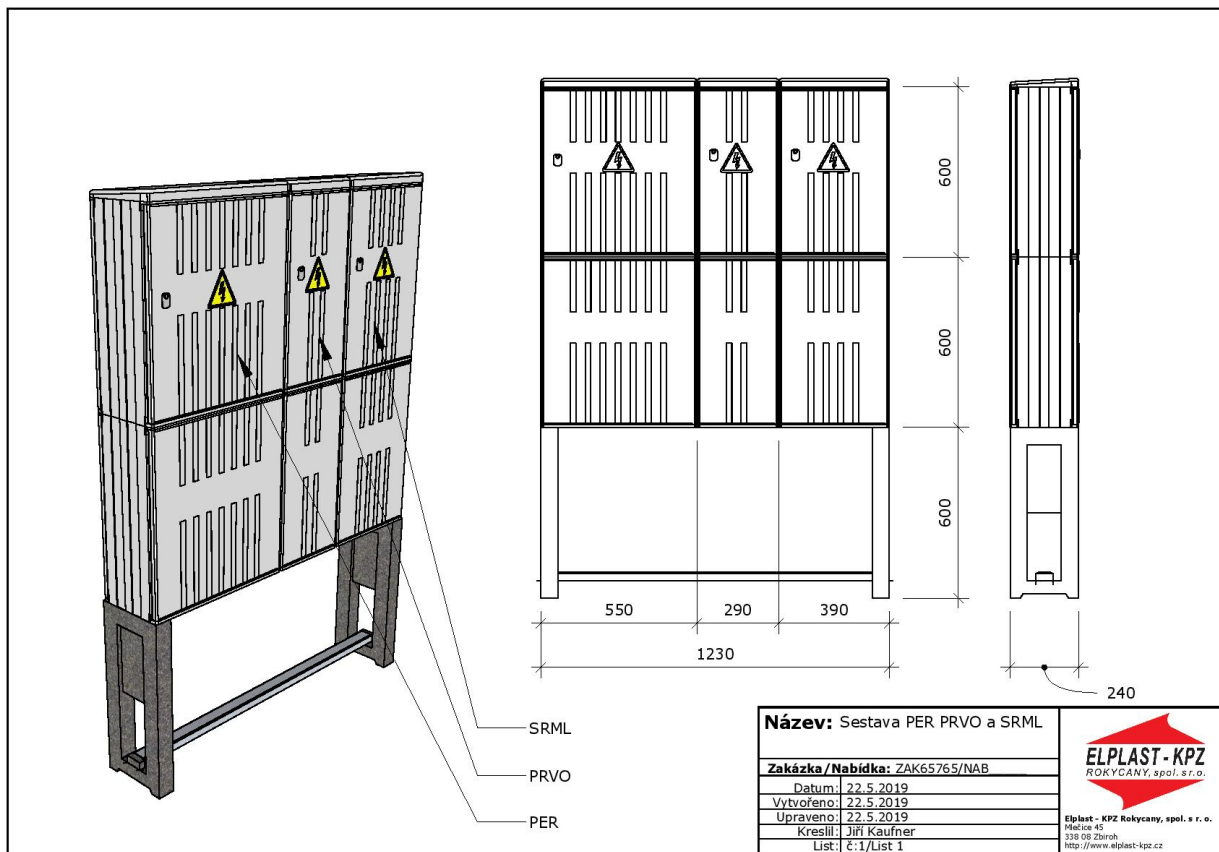 600
600
600
550
290
390
1230
240
SRML
PRVO
PER
Název: Sestava PER PRVO a SRML
Zakázka/Nabídka: ZAK65765/NAB______
Datum: 22.5.2019
Vytvořeno: 22.5.2019
Upraveno: 22.5.2019
Kreslil: Jiří Kaufner
List: č:1/List 1
ELPLAST - KPZ
ROKYCANY, spol. s r.o.
Elplast - KPZ Rokycany, spol. s r. o.
Mlečice 45
338 08 Zbiroh
http://www.elplast-kpz.cz